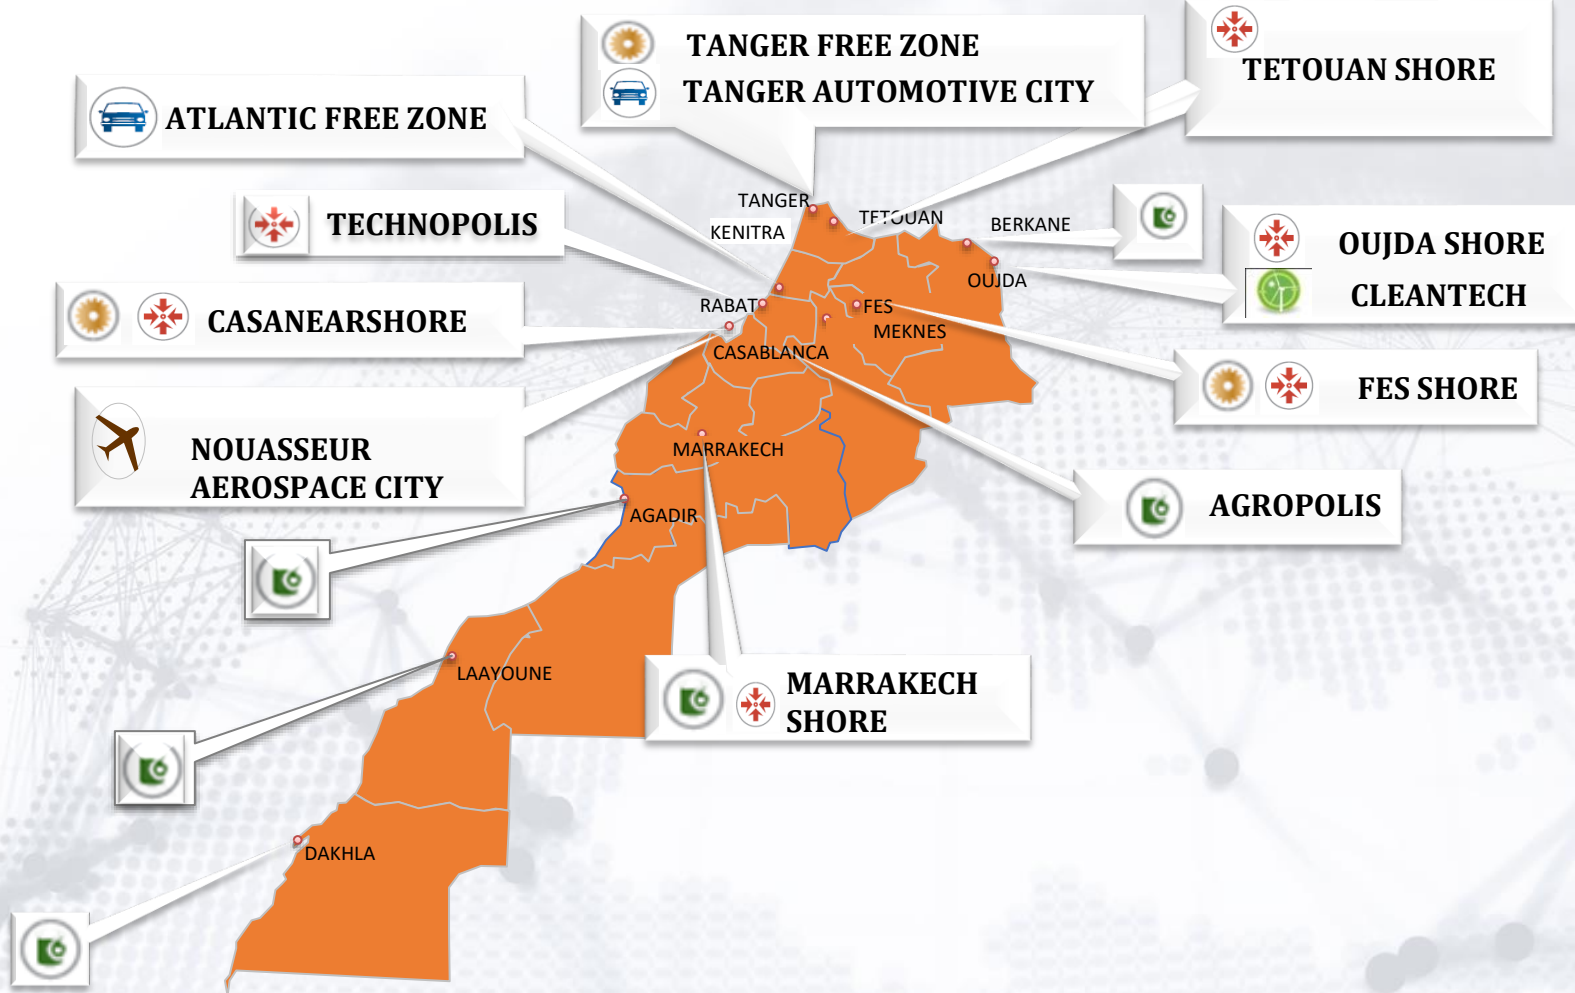 TANGER FREE ZONE
TANGER AUTOMOTIVE CITY
TETOUAN SHORE
ATLANTIC FREE ZONE
TECHNOPOLIS
TANGER
TETOUAN
KENITRA
BERKANE
OUJDA SHORE
CLEANTECH
OUJDA
CASANEARSHORE
RABAT
FES
MEKNES
CASABLANCA
FES SHORE
NOUASSEUR
AEROSPACE CITY
MARRAKECH
AGROPOLIS
AGADIR
LAAYOUNE
MARRAKECH
SHORE
DAKHLA